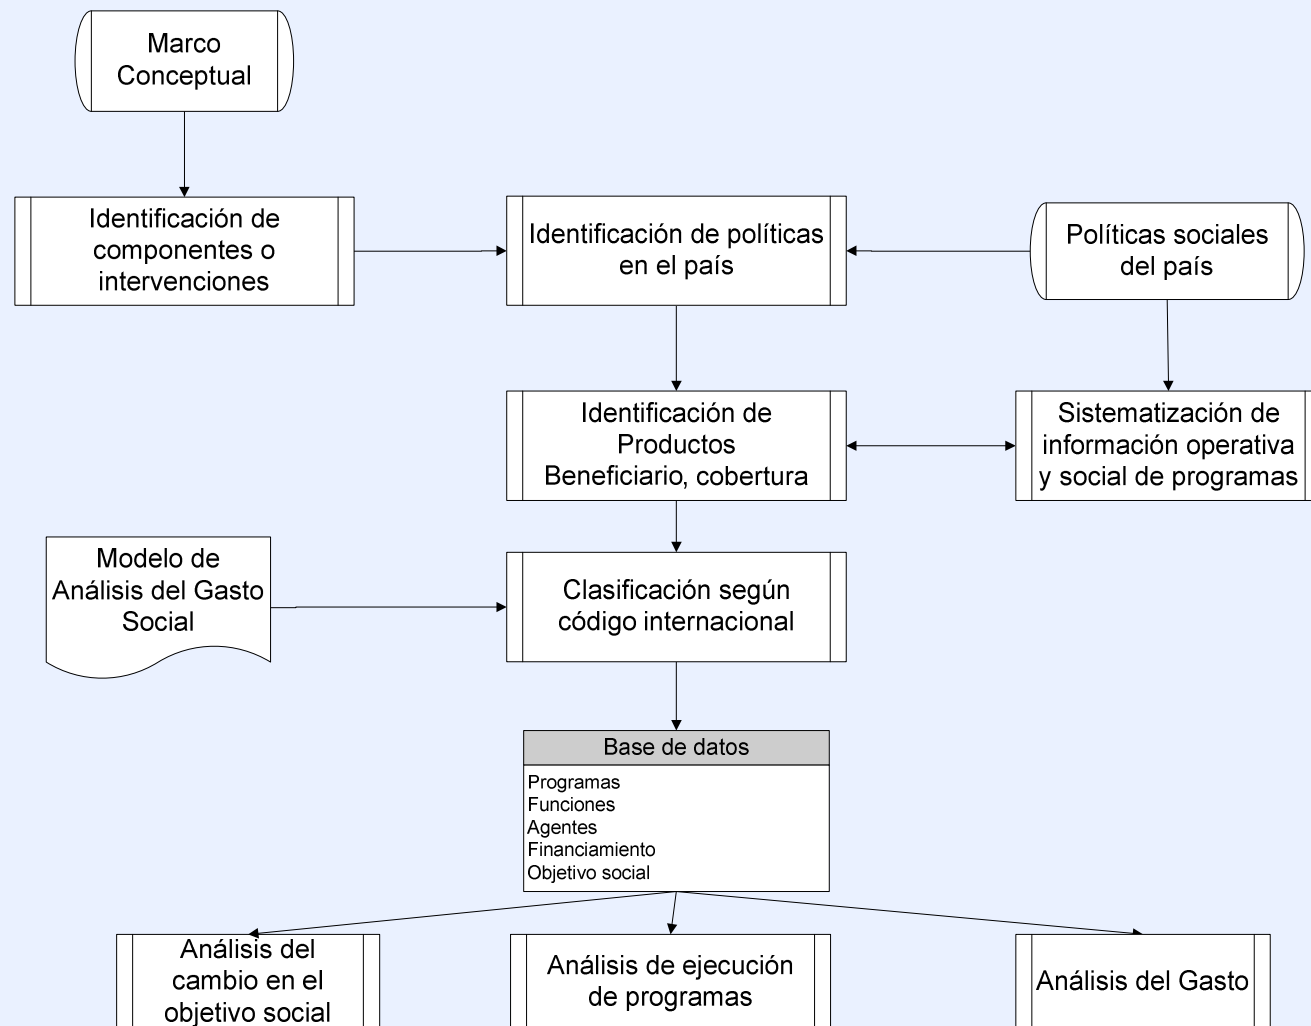 Marco
Conceptual
Identificación de
componentes o
intervenciones
Identificación de políticas
en el país
Políticas sociales
del país
Identificación de
Productos
Beneficiario, cobertura
Sistematización de
información operativa
y social de programas
Modelo de
Análisis del Gasto
Social
Clasificación según
código internacional
Base de datos
Programas
Funciones
Agentes
Financiamiento
Objetivo social
Análisis del
cambio en el
objetivo social
Análisis de ejecución
de programas
Análisis del Gasto